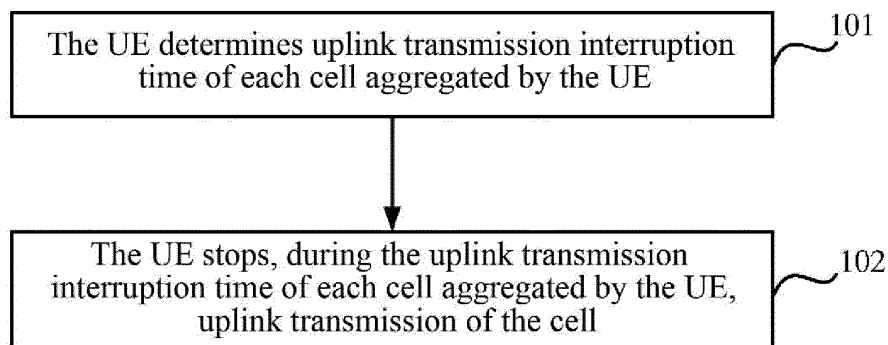 The UE determines uplink transmission interruption
time of each cell aggregated by the UE
101
The UE stops, during the uplink transmission
interruption time of each cell aggregated by the UE,
uplink transmission of the cell
102